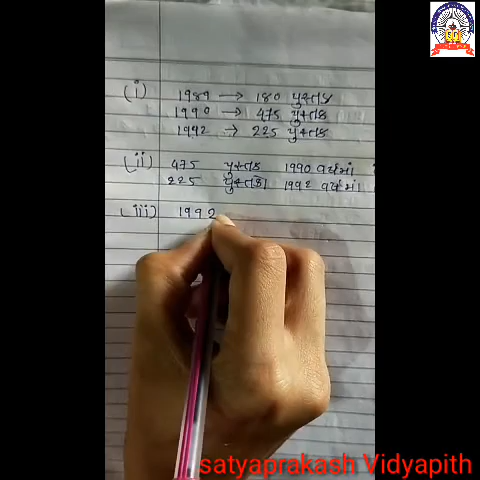 (i) 1989 → 180 પુસ્તક
1990 → 475 પુસ્તક
1992 → 225 પુસ્તક
(ii) 475 પુસ્તક 1990 વર્ષમાં
225 પુસ્તકો 1992 વર્ષમાં
(iii) 1992
satyaprakash Vidyapith